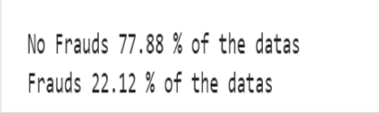 No Frauds 77.88 % of the datas
Frauds 22.12 % of the datas